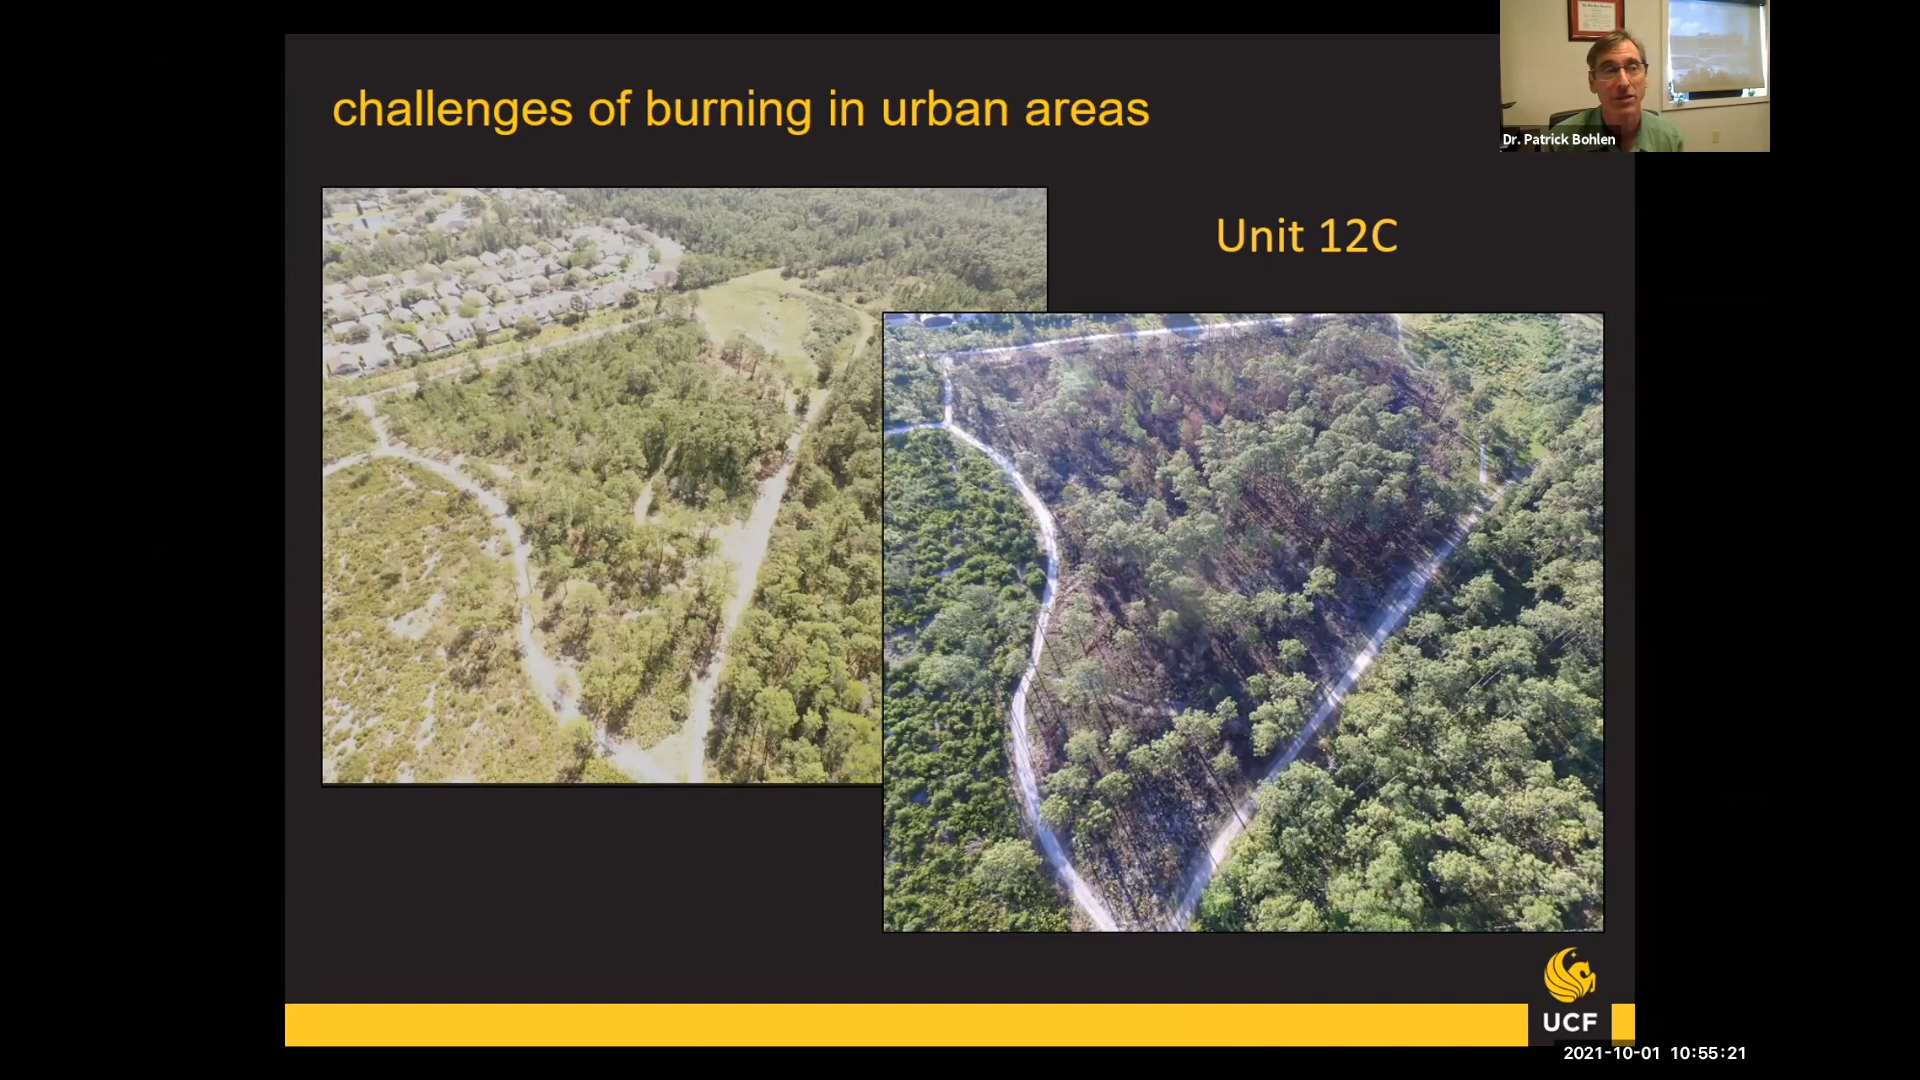 challenges of burning in urban areas
Dr. Patrick Bohlen
Unit 12C
UCF
2021-10-01 10:55:21